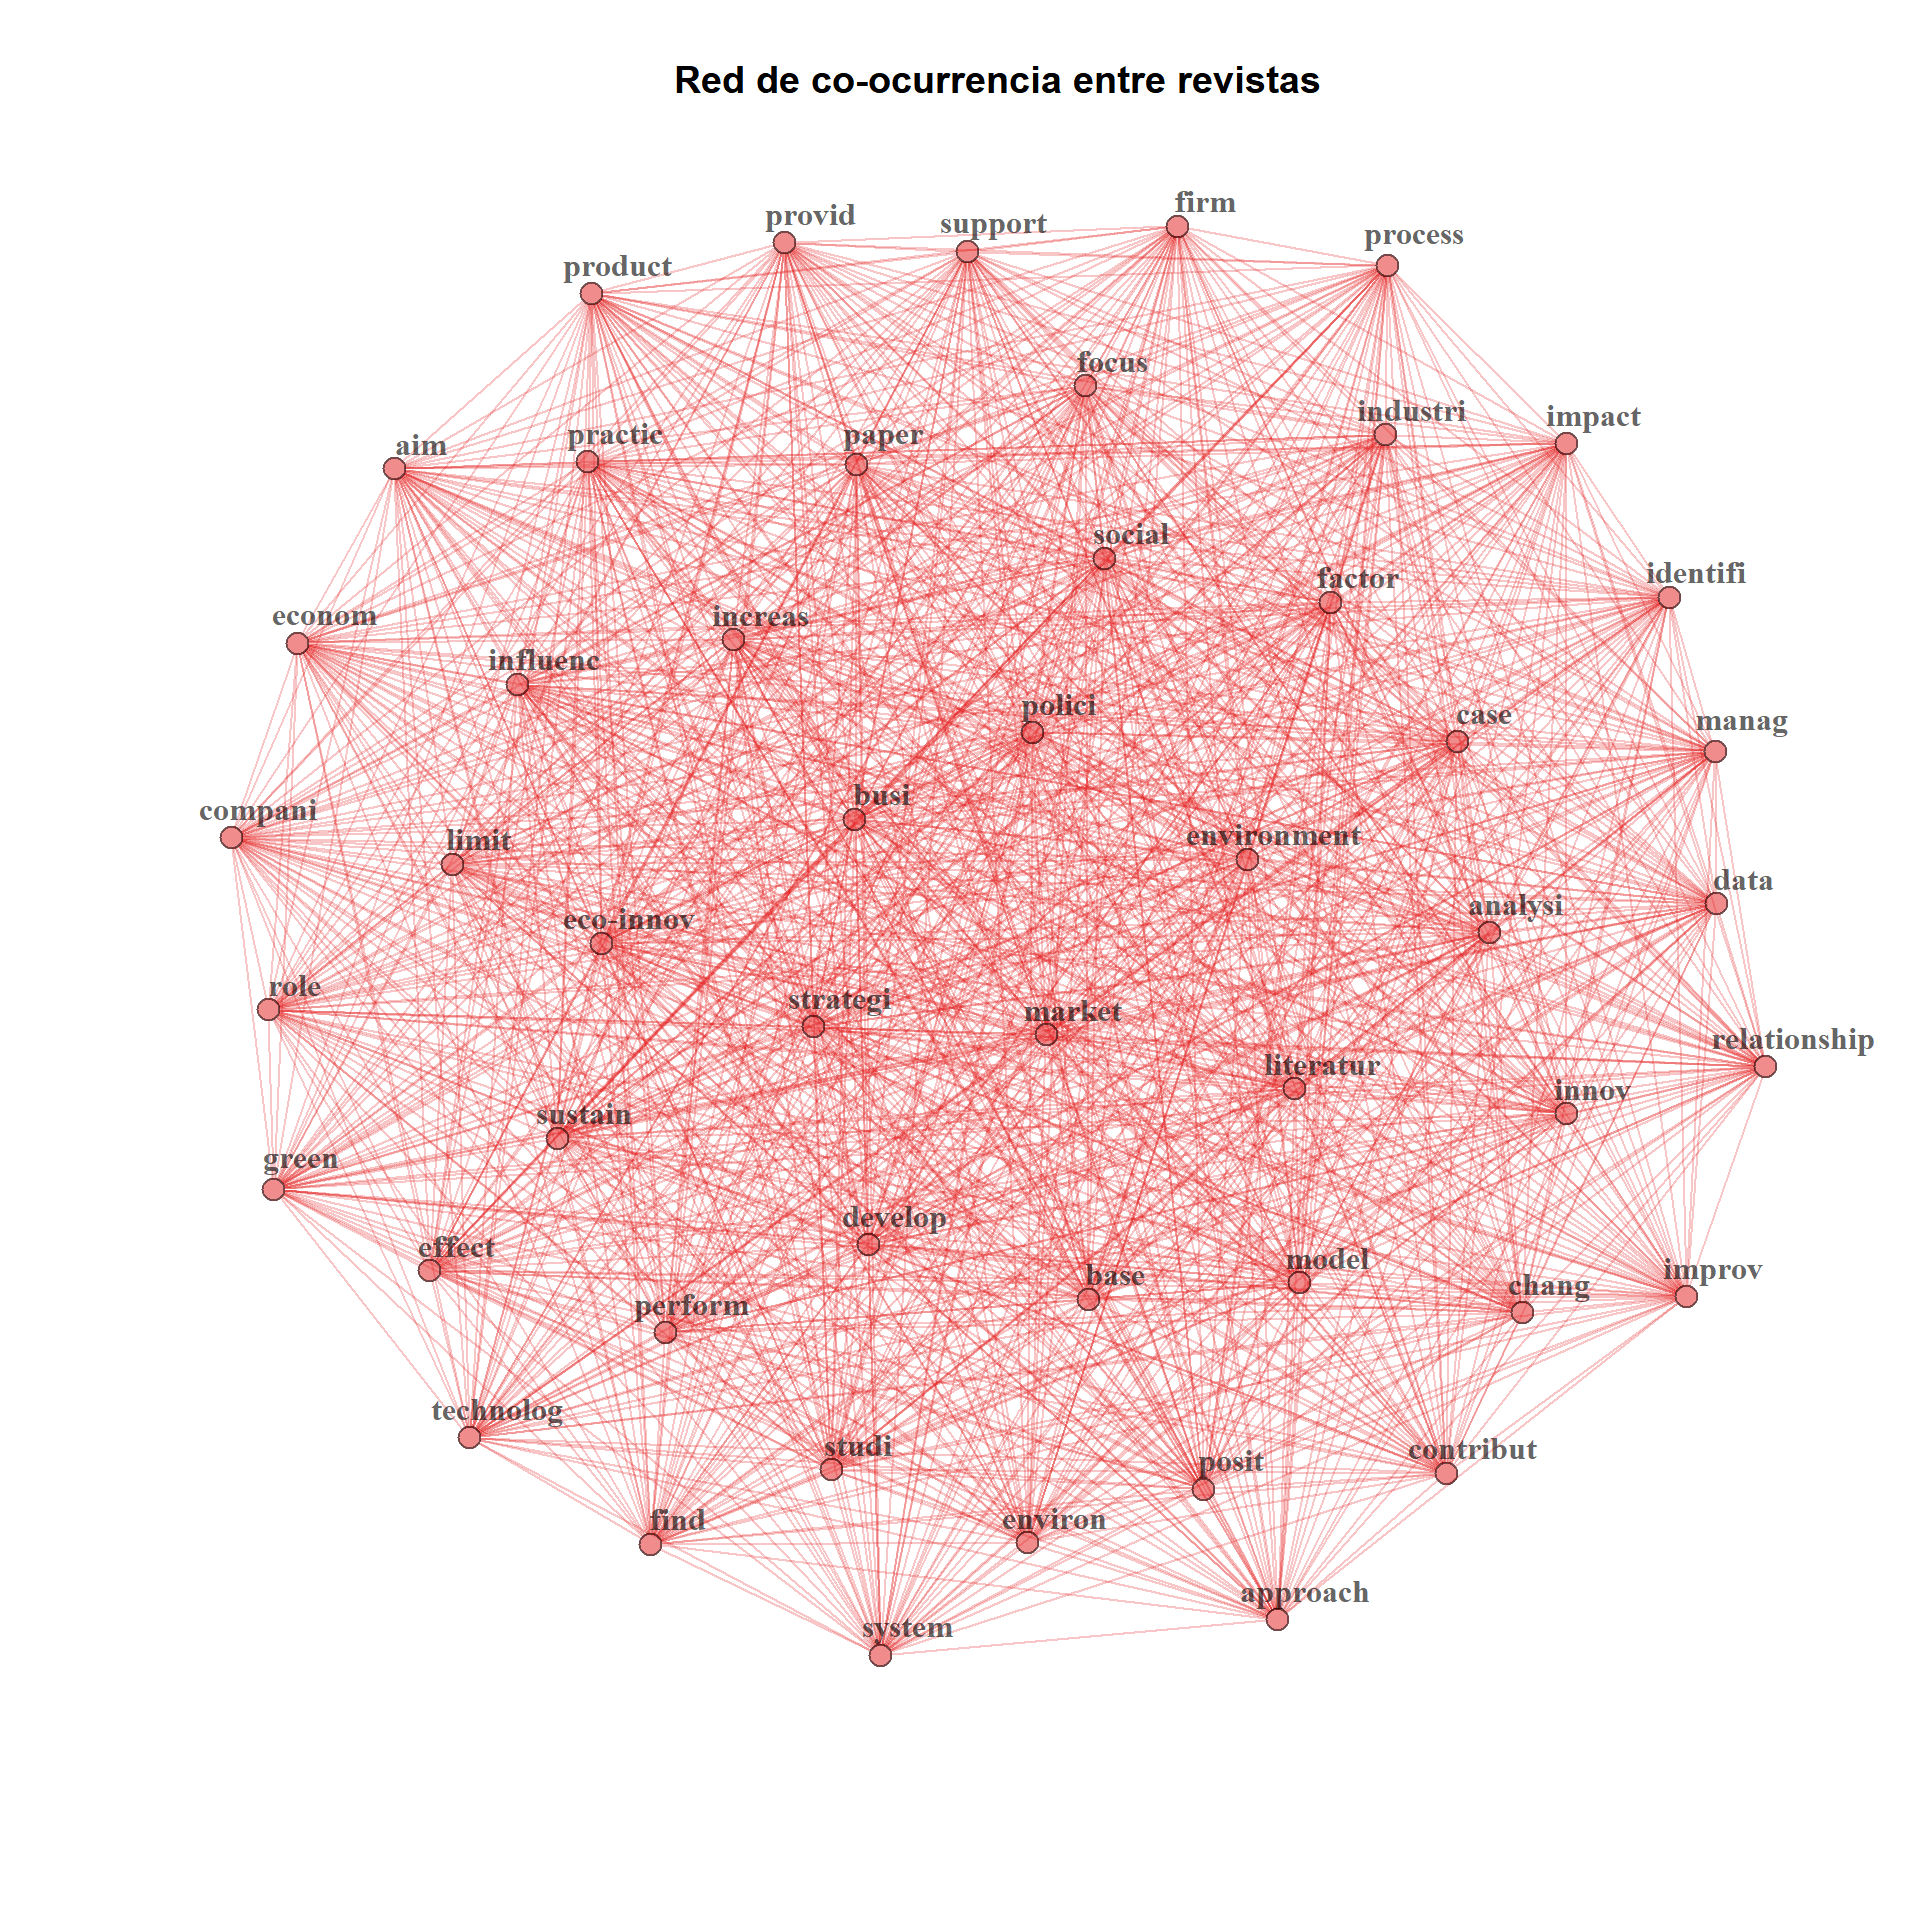 Red de co-ocurrencia entre revistas
firm
provid
support
process
product
focus
industri
impact
practic
paper
aim
social
identifi
factor
econom
increas
influenc
polici
case
manag
busi
compani
environment
limit
data
analysi
eco-innov
role
strategi
market
relationship
literatur
innov
sustain
green
develop
effect
model
improv
base
chang
perform
technolog
studi
contribut
posit
find
environ
approach
system